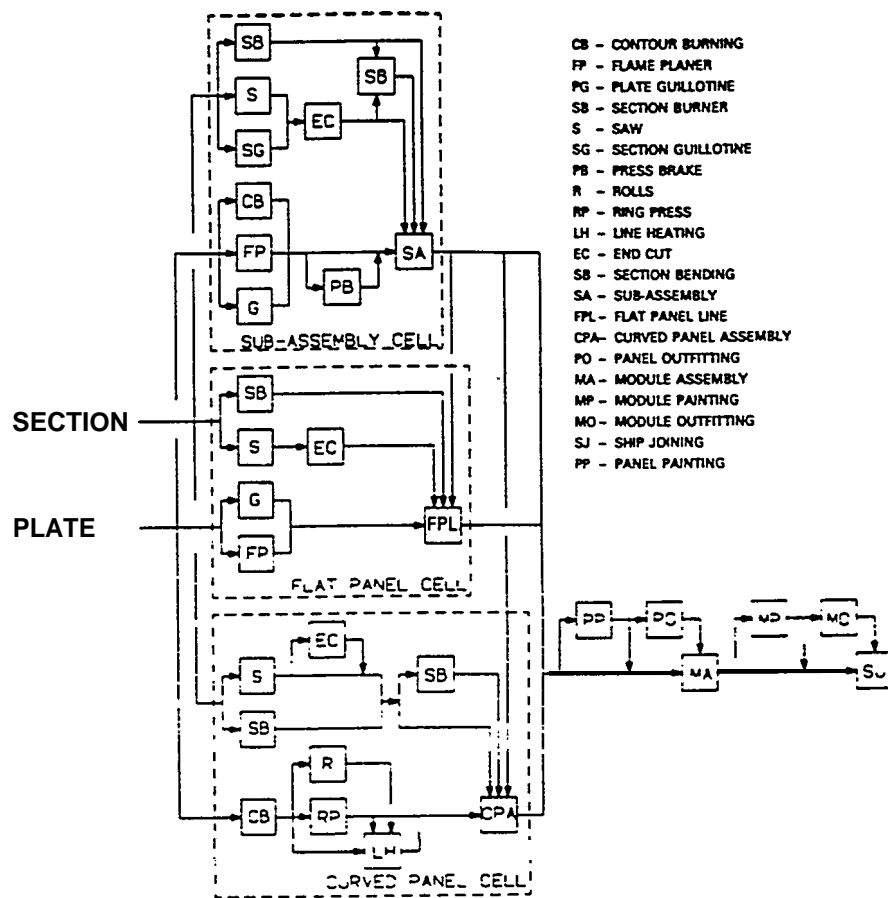 SB
SB
S
EC
SG
CB
FP
SA
PB
G
SUB-ASSEMBLY CELL
CB - CONTOUR BURNING
FP - FLAME PLANER
PG - PLATE GUILLOTINE
SB - SECTION BURNER
S - SAW
SG - SECTION GUILLOTINE
PB - PRESS BRAKE
R - ROLLS
RP - RING PRESS
LH - LINE HEATING
EC - END CUT
SB - SECTION BENDING
SA - SUB-ASSEMBLY
FPL - FLAT PANEL LINE
CPA- CURVED PANEL ASSEMBLY
PO - PANEL OUTFITTING
MA - MODULE ASSEMBLY
MP - MODULE PAINTING
MO - MODULE OUTFITTING
SJ - SHIP JOINING
PP - PANEL PAINTING
SECTION
PLATE
SB
S
EC
G
FPL
FP
FLAT PANEL CELL
EC
S
SB
SB
R
CB
RP
CPA
LH
CURVED PANEL CELL
PP
PO
MA
MP
MO
SJ